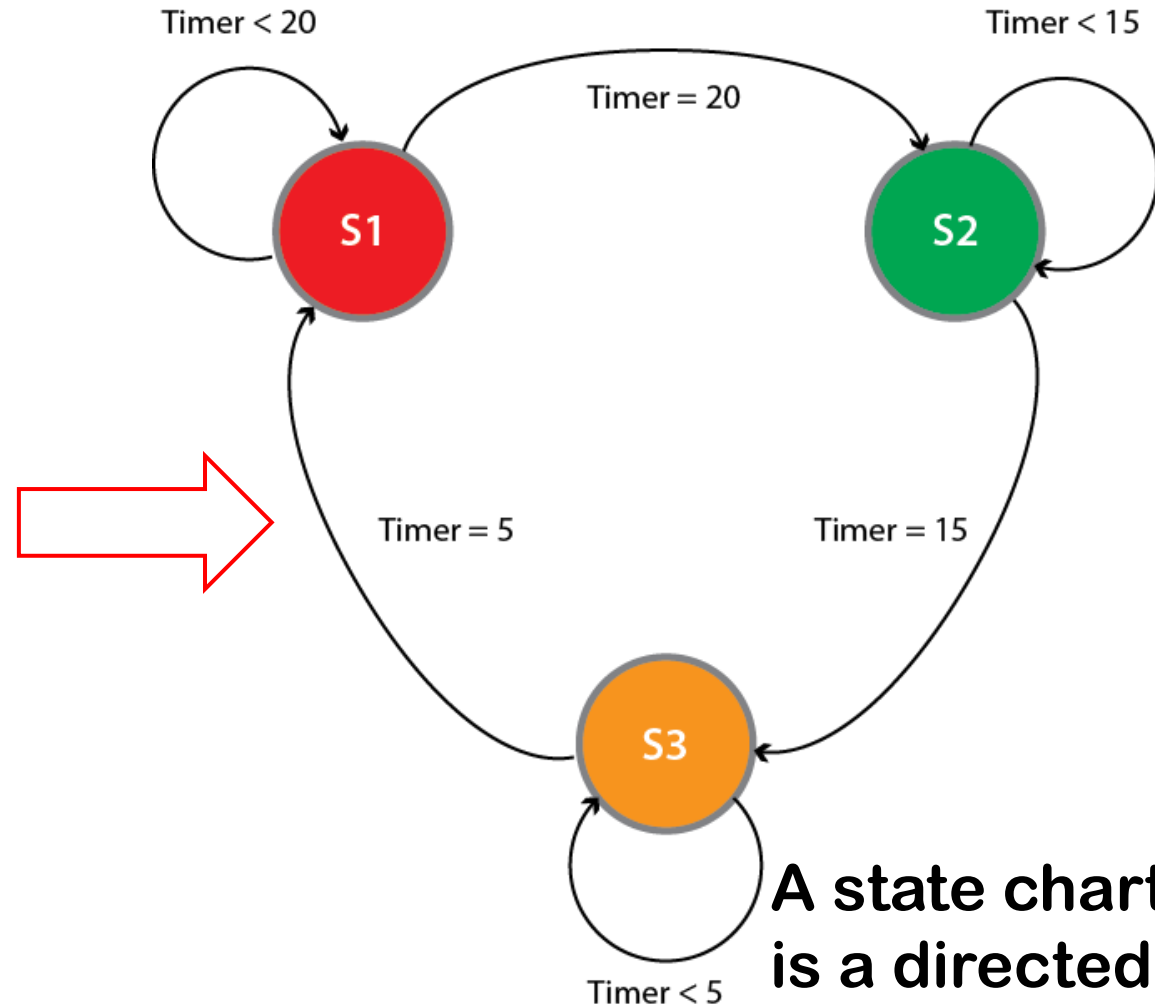 Timer < 20
Timer < 15
Timer = 20
S1
S2
Timer = 5
Timer = 15
S3
A state chart
is a directed
Timer < 5